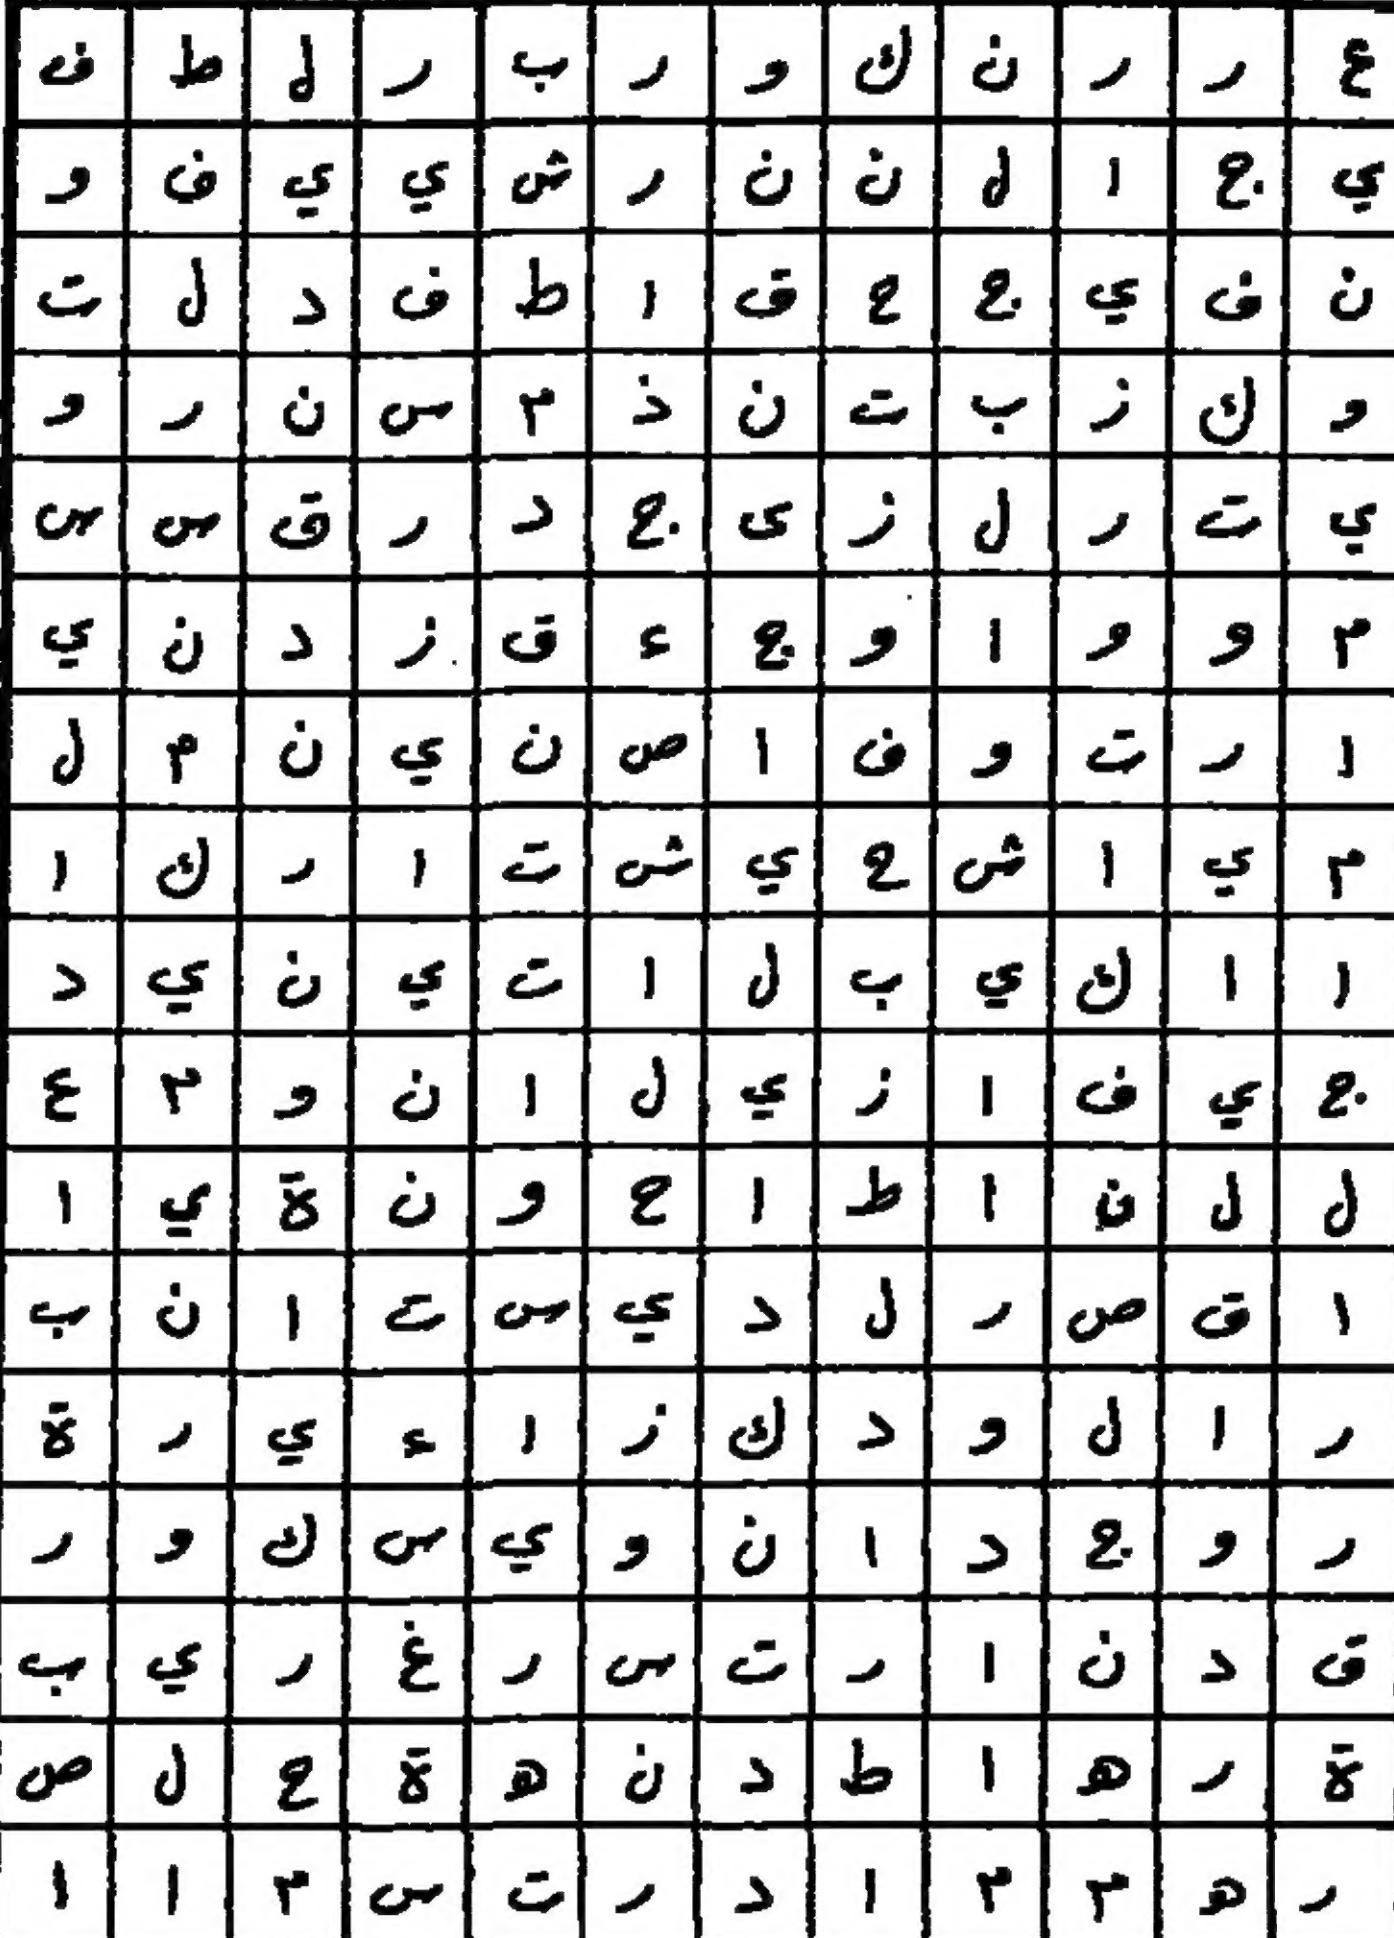 ع ر ر ن ك و ر ب ر ل ط ف
ي ج ا ل ن ن ر ش ي ي ف و
ن ف ي ج ح ق ا ط ف د ل ت
و ك ز ب ت ن ذ م س ن ر و
ي ت ر ل ز ى ج د ر ق س س
م و و ا و ج ء ق ز د ن ي
ا ر ت و ف ا ص ن ي ن م ل
م ي ا ش ح ي ش ت ا ر ك ا
ا ا ك ي ب ل ا ت ي ن ي د
ج ي ف ا ز ي ل ا ن و م ع
ل ل ن ا ط ا ح و ن ة ي ا
ا ق ص ر ل د ي س ت ا ن ب
ر ا ل و د ك ز ا ء ي ر ة
ر و ج د ا ن و ي س ك و ر
ق د ن ا ر ت س ر غ ر ي ب
ة ر ه ا ط د ن ه ة ح ل ص
ر ه م م ا د ر ت س م ا ا